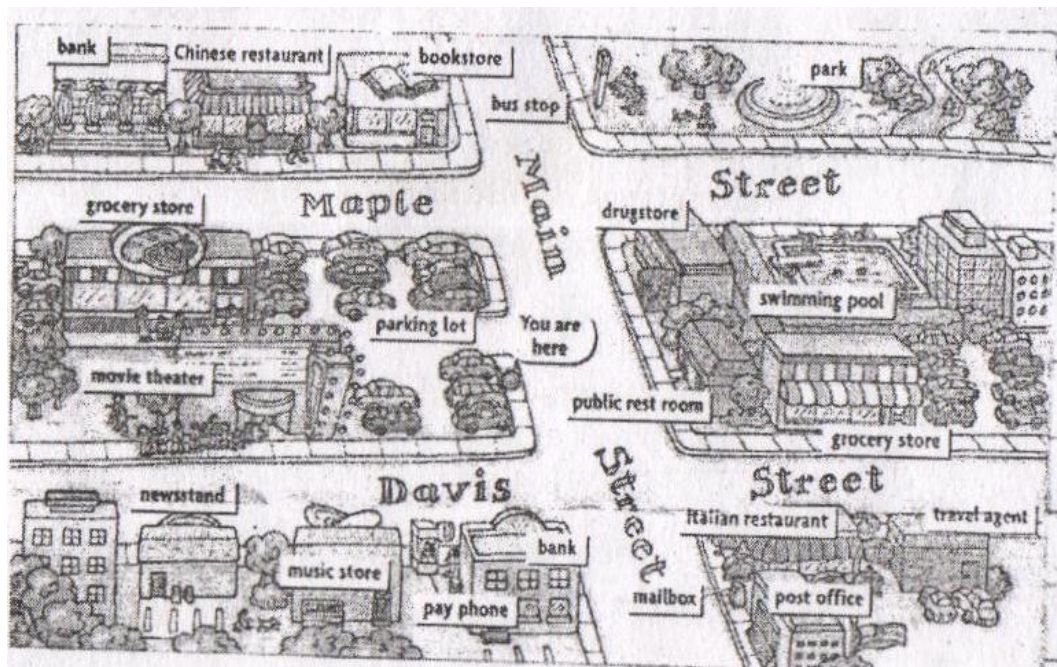 bank
Chinese restaurant
bookstore
park
bus stop
Maple
Main
Street
grocery store
drugstore
swimming pool
parking lot
You are
here
movie theater
public rest room
grocery store
Davis
Street
Street
newsstand
Italian restaurant
travel agent
bank
music store
pay phone
mailbox
post office